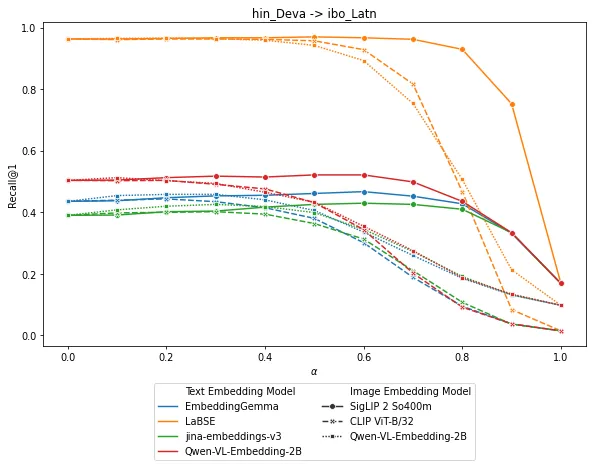 hin_Deva -> ibo_Latn
Recall@1
1.0
0.8
0.6
0.4
0.2
0.0
0.0 0.2 0.4 0.6 0.8 1.0
α
Text Embedding Model Image Embedding Model
EmbeddingGemma SigLIP 2 So400m
LaBSE CLIP ViT-B/32
jina-embeddings-v3 Qwen-VL-Embedding-2B
Qwen-VL-Embedding-2B